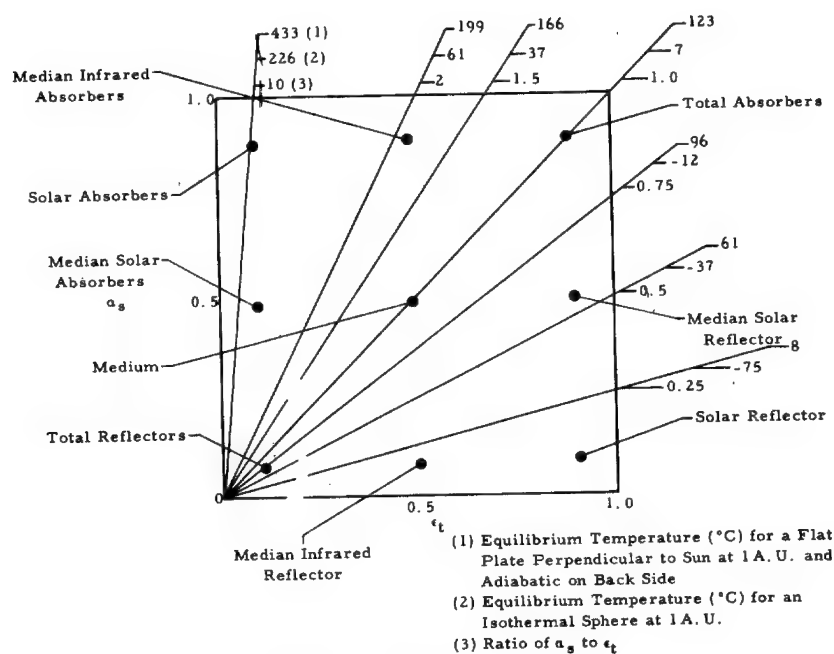 433 (1)
226 (2)
10 (3)
199
61
2
166
37
1.5
123
7
1.0
Median Infrared
Absorbers
1.0
Total Absorbers
Solar Absorbers
96
-12
0.75
Median Solar
Absorbers
αs
0.5
61
-37
0.5
Median Solar
Reflector
Medium
8
-75
0.25
Total Reflectors
Solar Reflector
0
0.5
1.0
ϵt
Median Infrared
Reflector
(1) Equilibrium Temperature (°C) for a Flat
Plate Perpendicular to Sun at 1 A. U. and
Adiabatic on Back Side
(2) Equilibrium Temperature (°C) for an
Isothermal Sphere at 1 A. U.
(3) Ratio of αs to ϵt